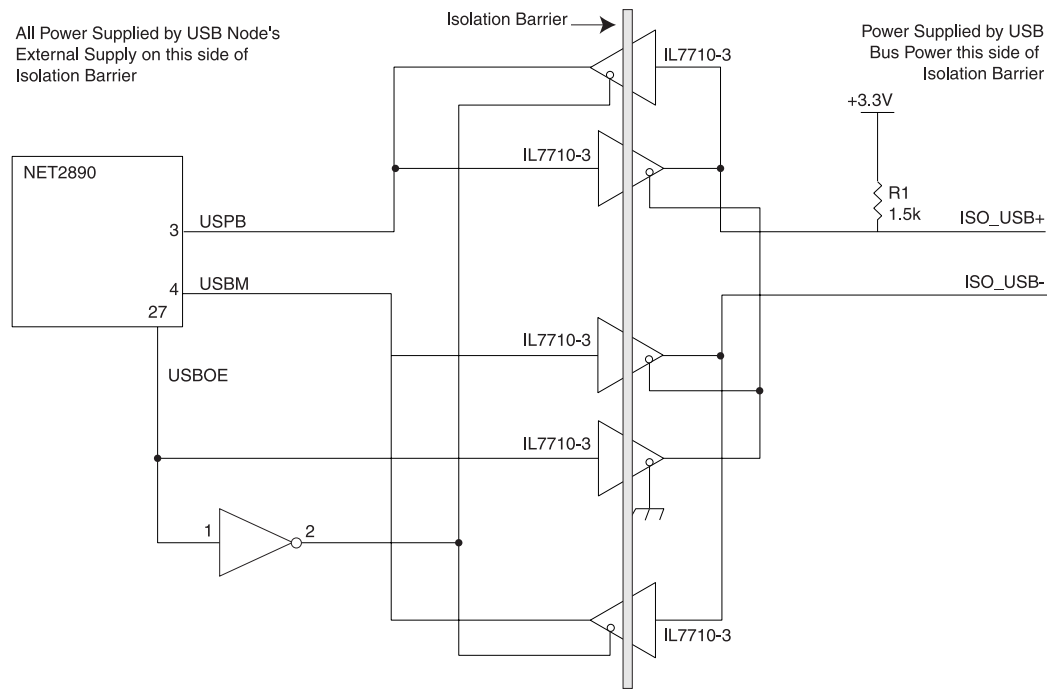 Isolation Barrier
All Power Supplied by USB Node's
External Supply on this side of
Isolation Barrier
Power Supplied by USB
Bus Power this side of
Isolation Barrier
IL7710-3
+3.3V
IL7710-3
NET2890
R1
1.5k
3
USPB
ISO_USB+
4
USBM
ISO_USB-
27
IL7710-3
USBOE
IL7710-3
1
2
IL7710-3